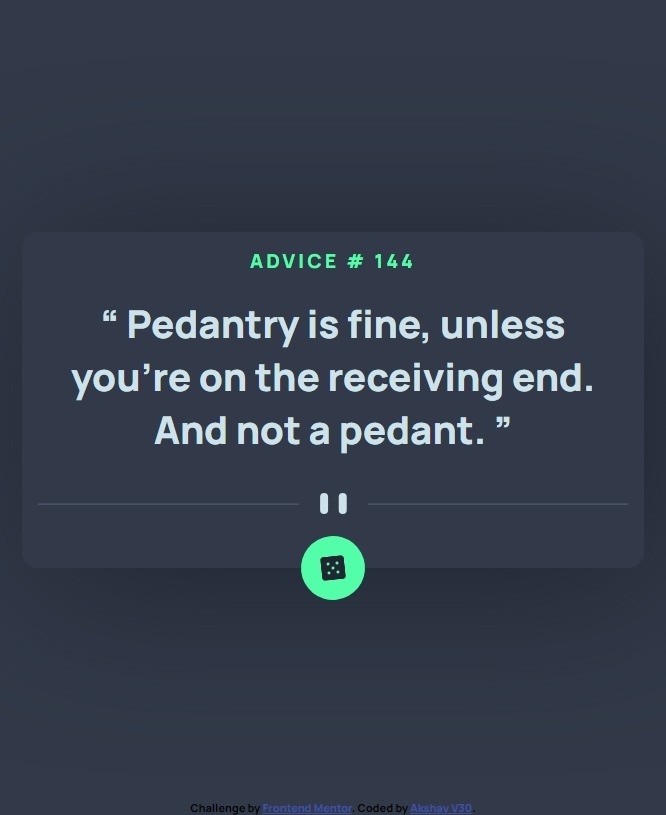 ADVICE # 144
“ Pedantry is fine, unless
you’re on the receiving end.
And not a pedant. ”
Challenge by Frontend Mentor. Coded by Akshay V30.